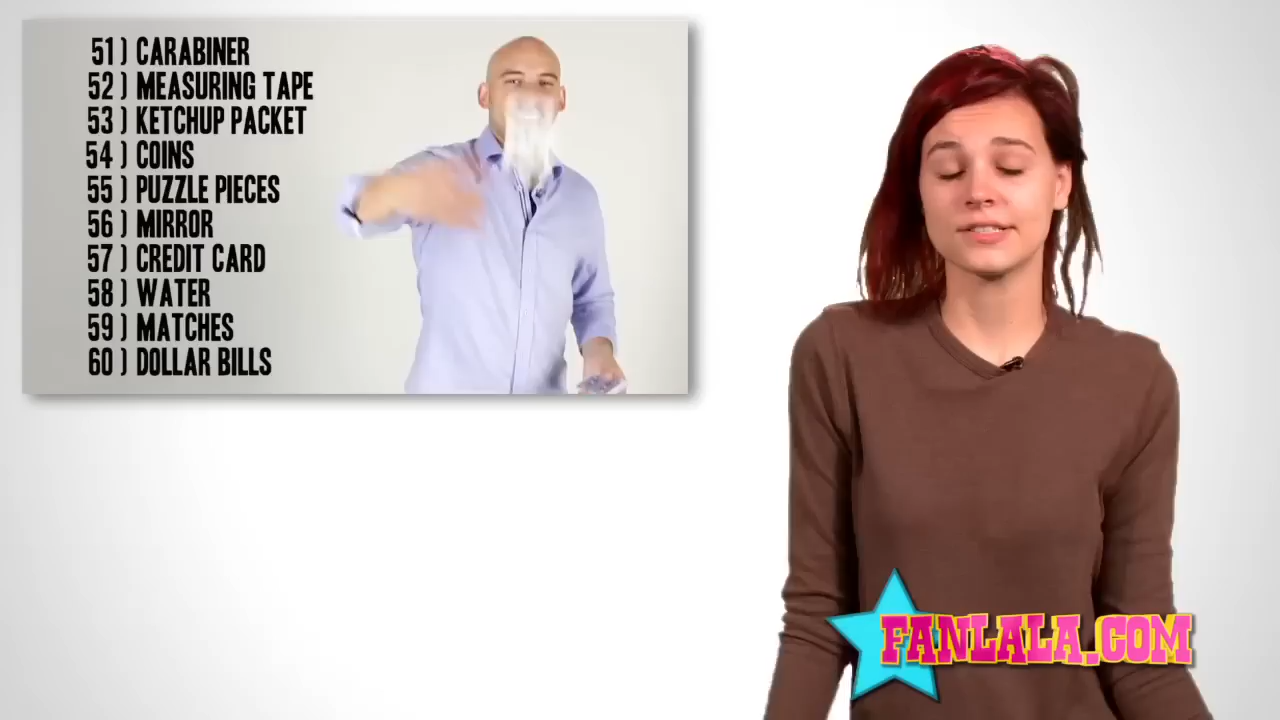 51) CARABINER
52) MEASURING TAPE
53) KETCHUP PACKET
54) COINS
55) PUZZLE PIECES
56) MIRROR
57) CREDIT CARD
58) WATER
59) MATCHES
60) DOLLAR BILLS
FANLALA.COM